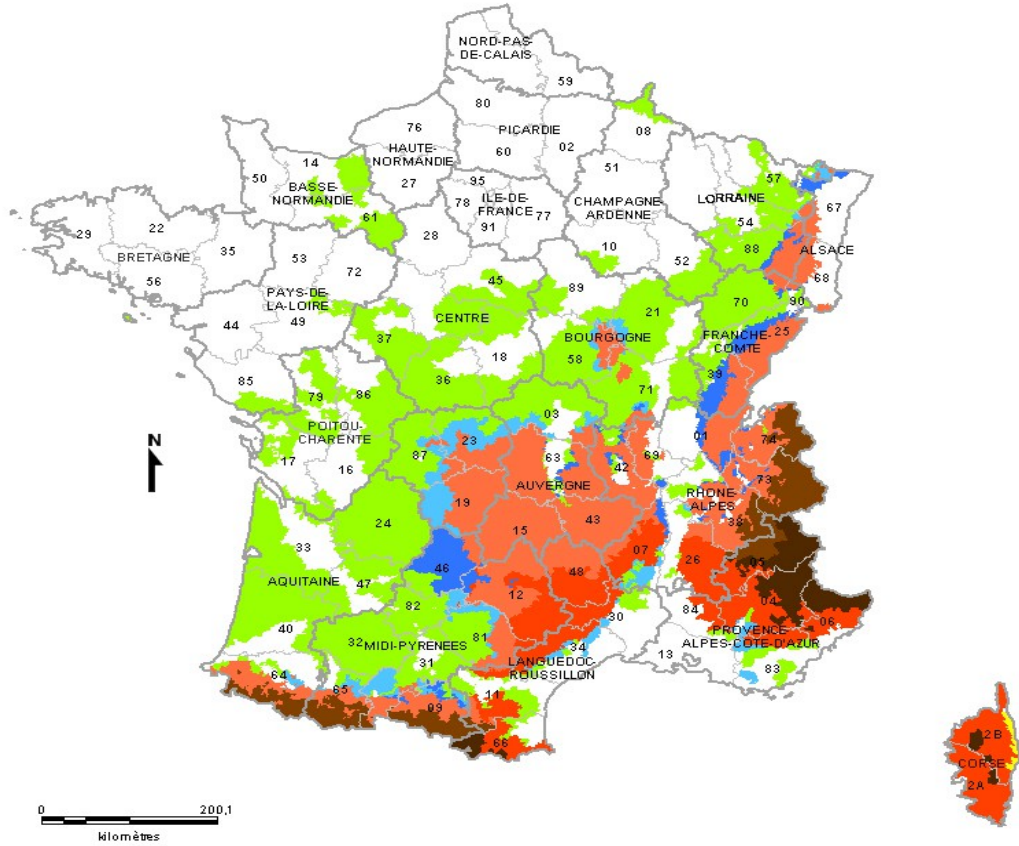 NORD-PAS-
DE-CALAIS
59
80
PICARDIE
08
76
HAUTE-
NORMANDIE
60
02
14
51
57
50
27
95
BASSE-
NORMANDIE
78
ILE-DE-
FRANCE
77
CHAMPAGNE-
ARDENNE
LORRAINE
67
61
91
54
29
22
28
10
88
ALSACE
BRETAGNE
35
53
52
68
56
72
45
89
PAYS-DE-
LA-LOIRE
70
90
44
49
CENTRE
21
37
BOURGOGNE
FRANCHE-
COMTE
25
18
58
85
36
39
79
86
71
03
POITOU-
CHARENTE
23
01
74
N
87
63
69
17
16
42
73
AUVERGNE
RHONE-
ALPES
19
24
15
43
38
33
07
05
46
48
26
AQUITAINE
47
12
04
82
84
06
40
30
PROVENCE-
ALPES-COTE-D'AZUR
32
MIDI-PYRENEES
81
34
13
31
LANGUEDOC-
ROUSSILLON
83
64
65
11
09
66
2B
CORSE
2A
0
200,1
kilomètres